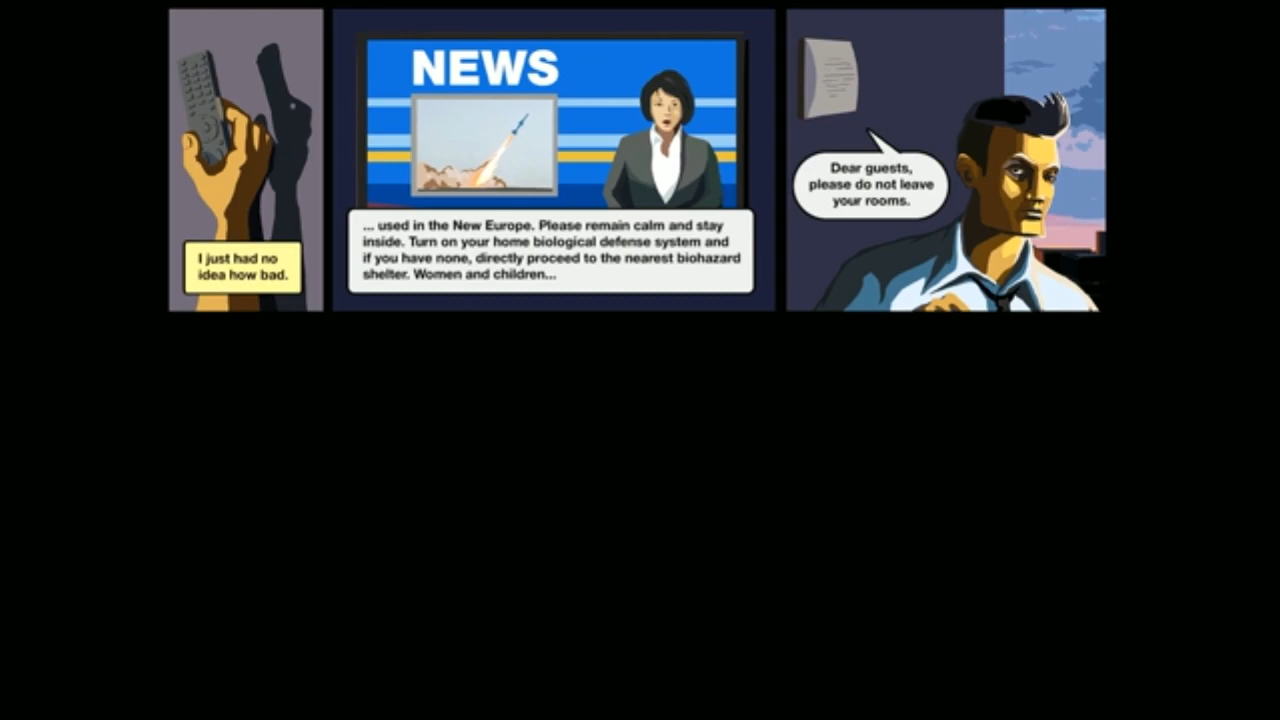 I just had no
idea how bad.
NEWS
... used in the New Europe. Please remain calm and stay
inside. Turn on your home biological defense system and
if you have none, directly proceed to the nearest biohazard
shelter. Women and children...
Dear guests,
please do not leave
your rooms.